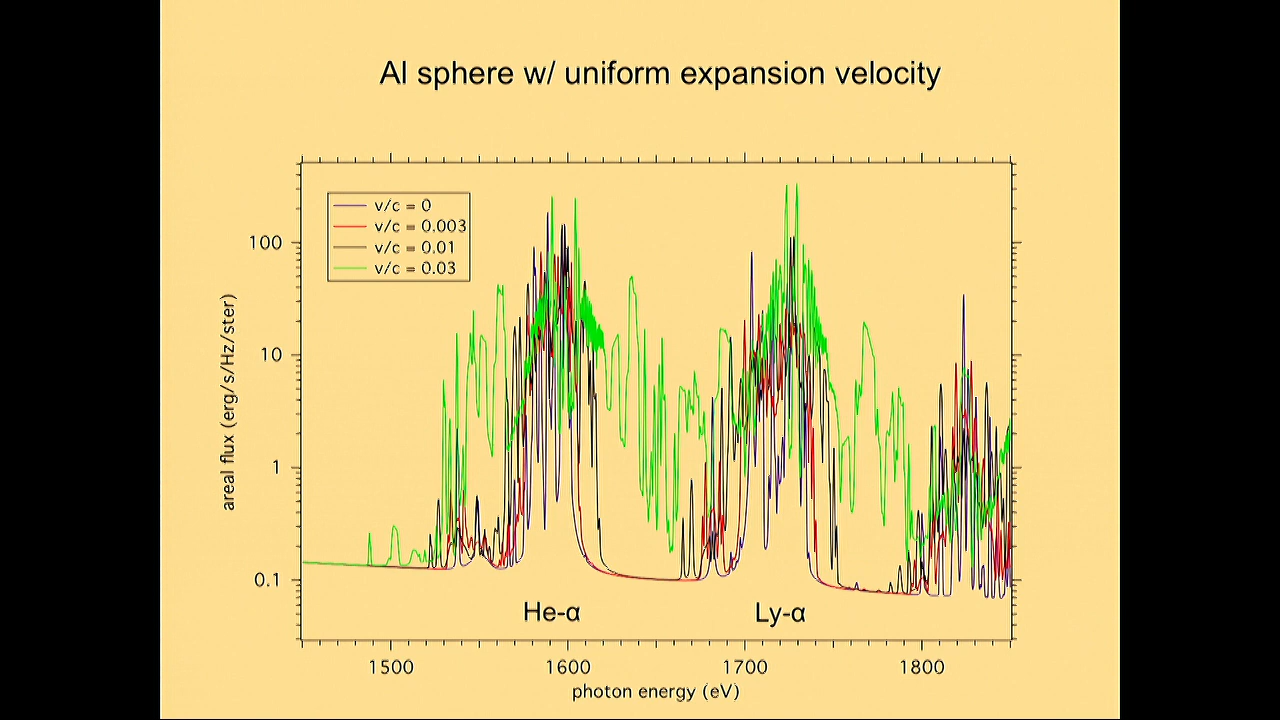 Al sphere w/ uniform expansion velocity
v/c = 0
v/c = 0.003
v/c = 0.01
v/c = 0.03
100
10
1
0.1
areal flux (erg/s/Hz/ster)
He-α
Ly-α
1500
1600
1700
1800
photon energy (eV)